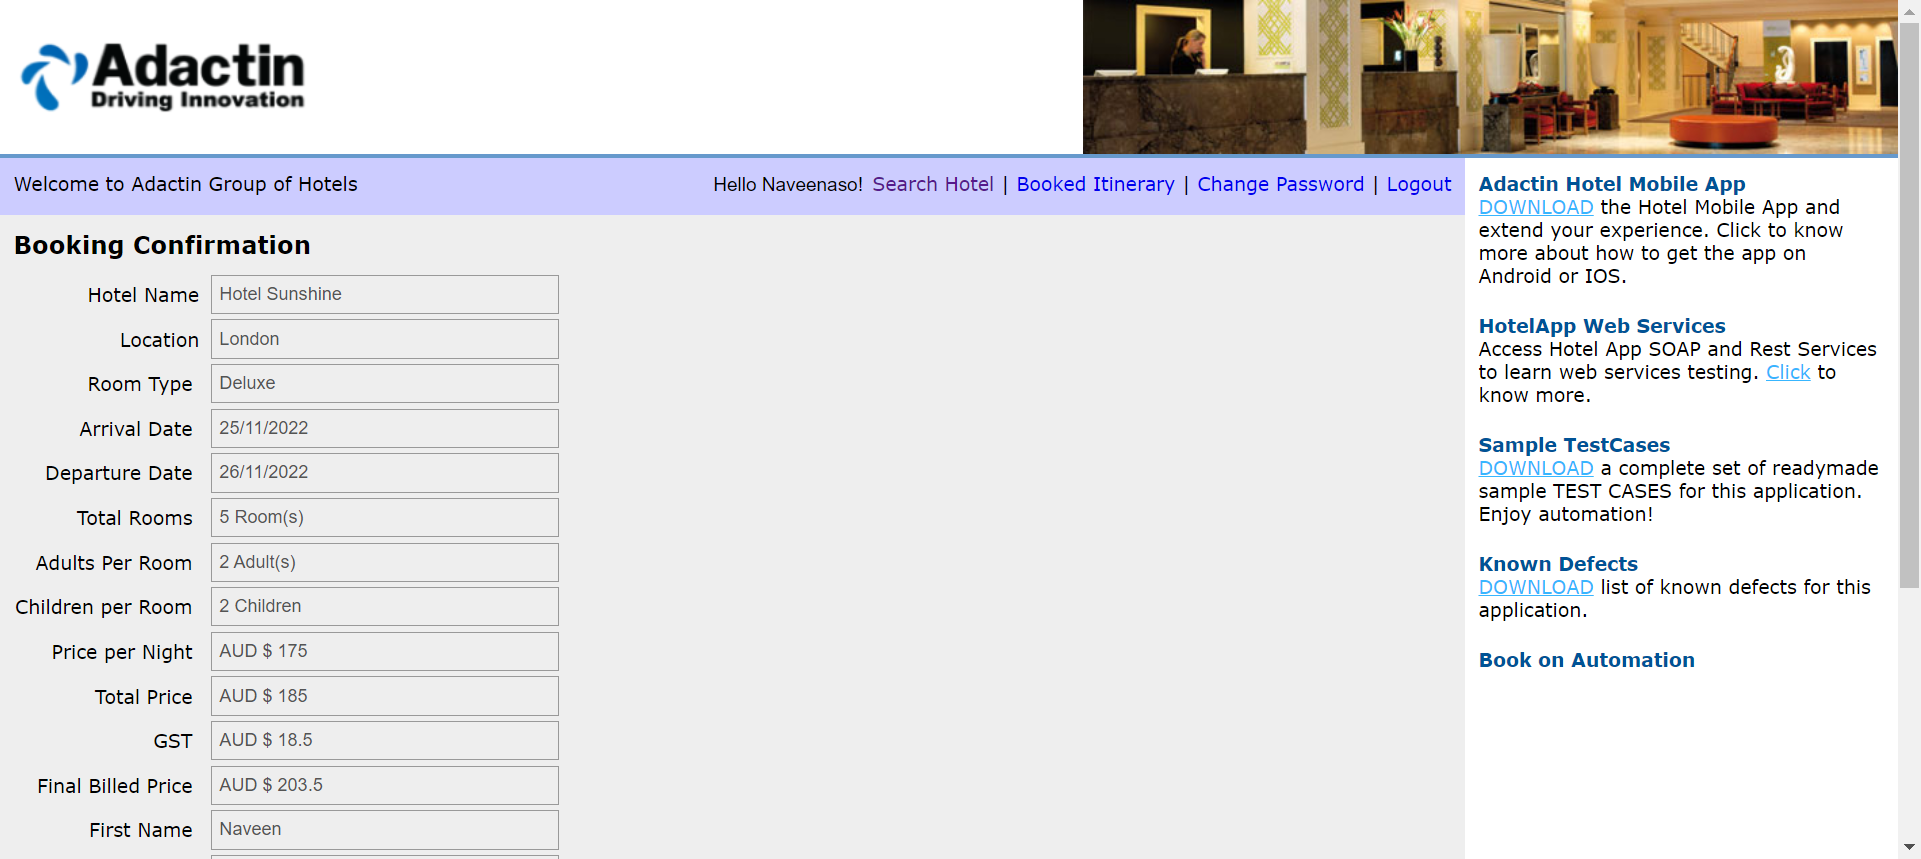 Adactin
Driving Innovation
Welcome to Adactin Group of Hotels
Hello Naveenaso! Search Hotel | Booked Itinerary | Change Password | Logout
Booking Confirmation
Hotel Name Hotel Sunshine
Location London
Room Type Deluxe
Arrival Date 25/11/2022
Departure Date 26/11/2022
Total Rooms 5 Room(s)
Adults Per Room 2 Adult(s)
Children per Room 2 Children
Price per Night AUD $ 175
Total Price AUD $ 185
GST AUD $ 18.5
Final Billed Price AUD $ 203.5
First Name Naveen
Adactin Hotel Mobile App
DOWNLOAD the Hotel Mobile App and
extend your experience. Click to know
more about how to get the app on
Android or IOS.
HotelApp Web Services
Access Hotel App SOAP and Rest Services
to learn web services testing. Click to
know more.
Sample TestCases
DOWNLOAD a complete set of readymade
sample TEST CASES for this application.
Enjoy automation!
Known Defects
DOWNLOAD list of known defects for this
application.
Book on Automation